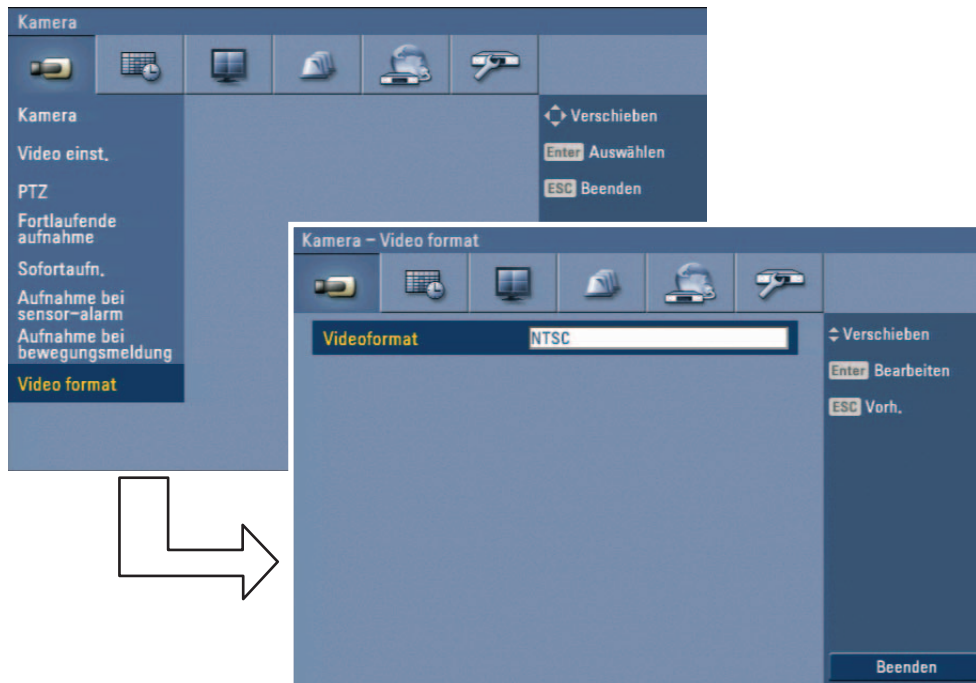 Kamera
Kamera
Video einst.
PTZ
Fortlaufende
aufnahme
Sofortaufn.
Aufnahme bei
sensor-alarm
Aufnahme bei
bewegungsmeldung
Video format
Verschieben
Enter Auswählen
ESC Beenden
Kamera - Video format
Videoformat NTSC
Verschieben
Enter Bearbeiten
ESC Vorh.
Beenden